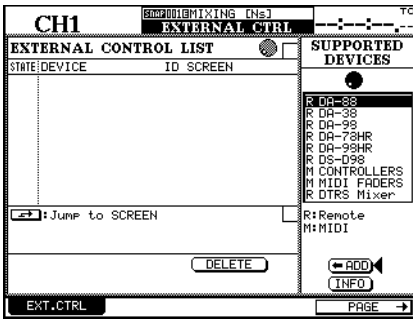 CH1
SNAP001@MIXING [Ns]
EXTERNAL CTRL
TC
--:--:--.
EXTERNAL CONTROL LIST
STATE DEVICE ID SCREEN
SUPPORTED
DEVICES
R DA-88
R DA-38
R DA-98
R DA-78HR
R DA-98HR
R DS-D98
M CONTROLLERS
M MIDI FADERS
R DTRS Mixer
:Jump to SCREEN
R:Remote
M:MIDI
DELETE
←ADD
INFO
EXT.CTRL
PAGE →